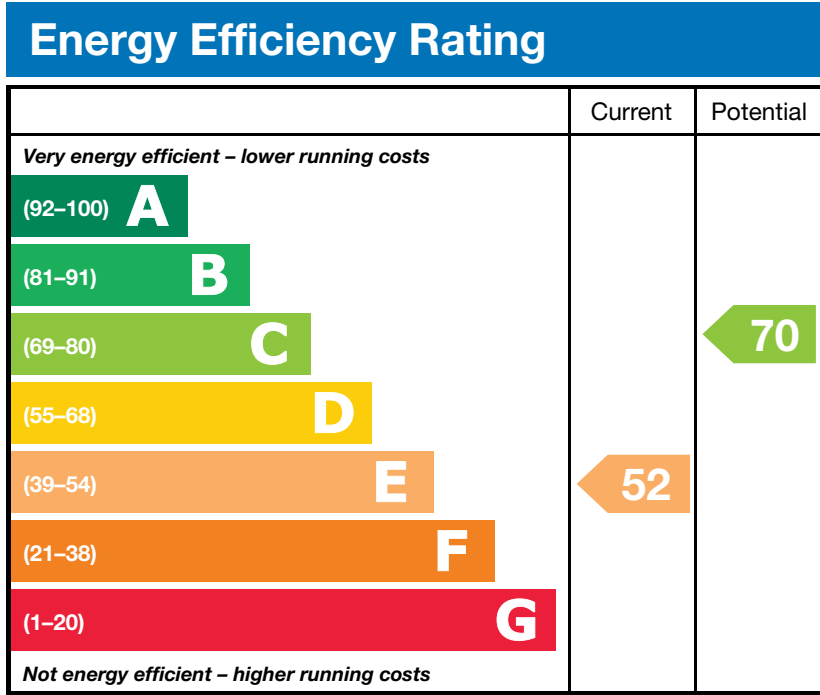 Energy Efficiency Rating
Current Potential
Very energy efficient – lower running costs
(92–100) A
(81–91) B
(69–80) C
70
(55–68) D
(39–54) E
52
(21–38) F
(1–20) G
Not energy efficient – higher running costs